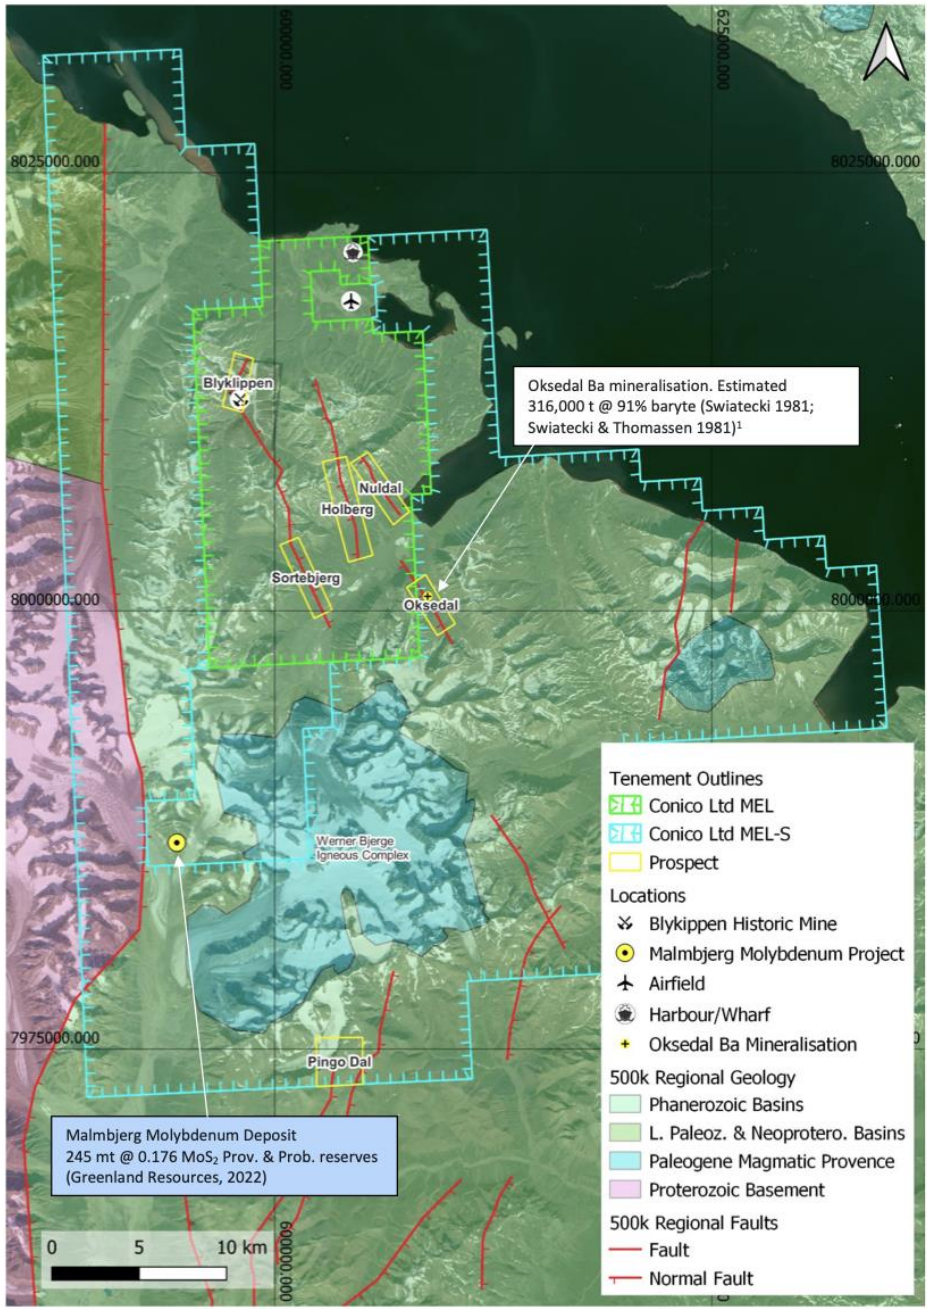 600000.000
625000.000
8025000.000
8025000.000
Blyklippen
Oksedal Ba mineralisation. Estimated
316,000 t @ 91% baryte (Swiatecki 1981;
Swiatecki & Thomassen 1981)1
Nuldal
Holberg
Sortebjerg
Oksedal
8000000.000
8000000.000
Werner Bjerge
Igneous Complex
Tenement Outlines
Conico Ltd MEL
Conico Ltd MEL-S
Prospect
Locations
Blykippen Historic Mine
Malmbjerg Molybdenum Project
Airfield
Harbour/Wharf
Oksedal Ba Mineralisation
500k Regional Geology
Phanerozoic Basins
L. Paleoz. & Neoprotero. Basins
Paleogene Magmatic Provence
Proterozoic Basement
500k Regional Faults
Fault
Normal Fault
7975000.000
Pingo Dal
Malmbjerg Molybdenum Deposit
245 mt @ 0.176 MoS2 Prov. & Prob. reserves
(Greenland Resources, 2022)
600000.000
0 5 10 km